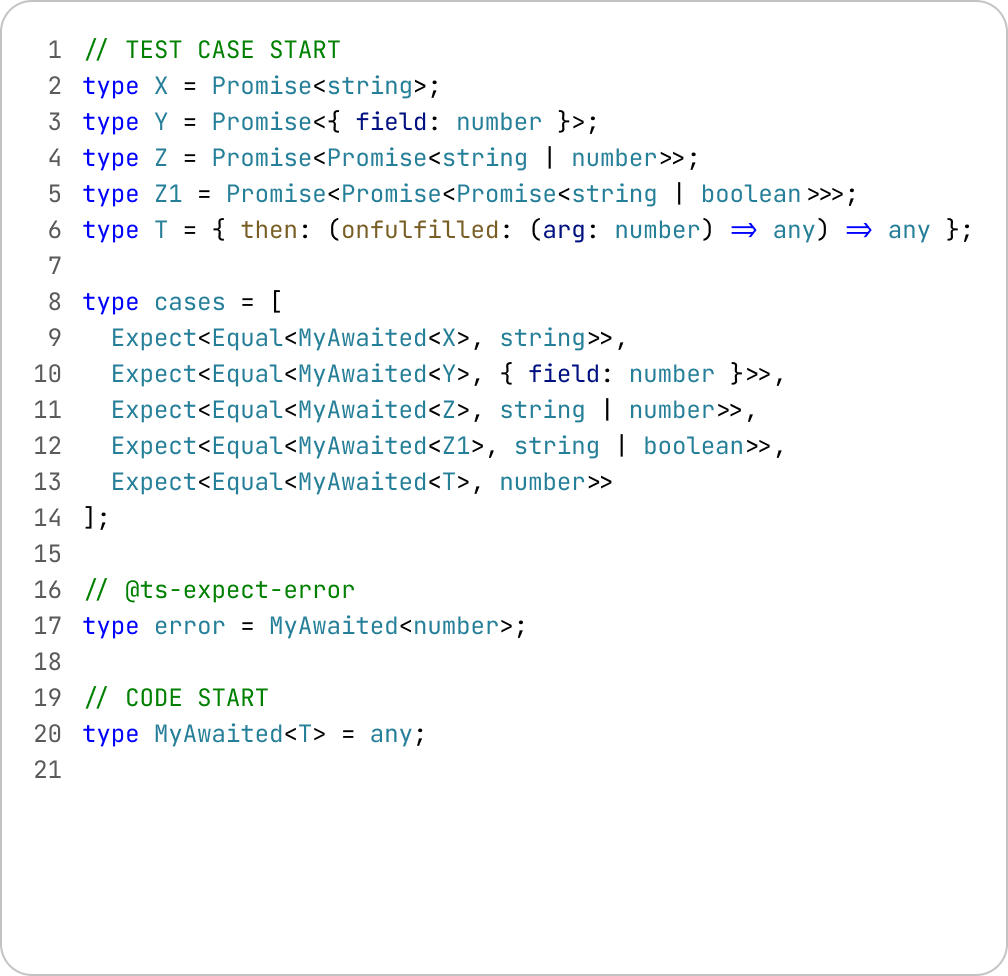 1 // TEST CASE START
2 type X = Promise<string>;
3 type Y = Promise<{ field: number }>;
4 type Z = Promise<Promise<string | number>>;
5 type Z1 = Promise<Promise<Promise<string | boolean>>>;
6 type T = { then: (onfulfilled: (arg: number) => any) => any };
7
8 type cases = [
9   Expect<Equal<MyAwaited<X>, string>>,
10   Expect<Equal<MyAwaited<Y>, { field: number }>>,
11   Expect<Equal<MyAwaited<Z>, string | number>>,
12   Expect<Equal<MyAwaited<Z1>, string | boolean>>,
13   Expect<Equal<MyAwaited<T>, number>>
14 ];
15
16 // @ts-expect-error
17 type error = MyAwaited<number>;
18
19 // CODE START
20 type MyAwaited<T> = any;
21